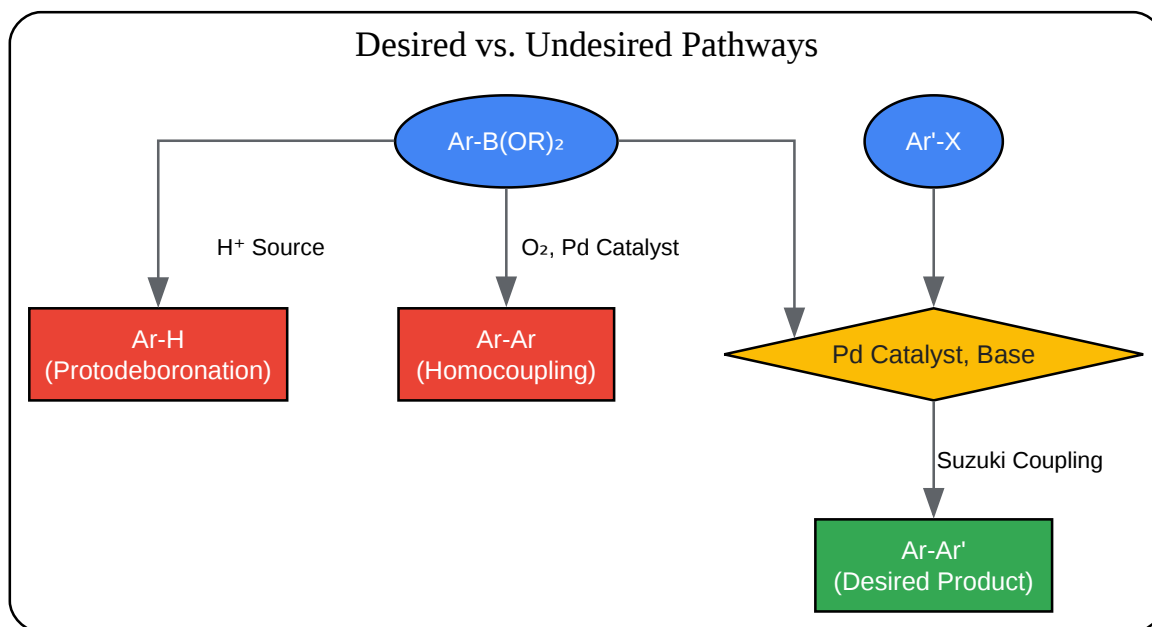 Desired vs. Undesired Pathways
Ar-B(OR)₂
Ar'-X
H⁺ Source
O₂, Pd Catalyst
Ar-H
(Protodeboronation)
Ar-Ar
(Homocoupling)
Pd Catalyst, Base
Suzuki Coupling
Ar-Ar'
(Desired Product)